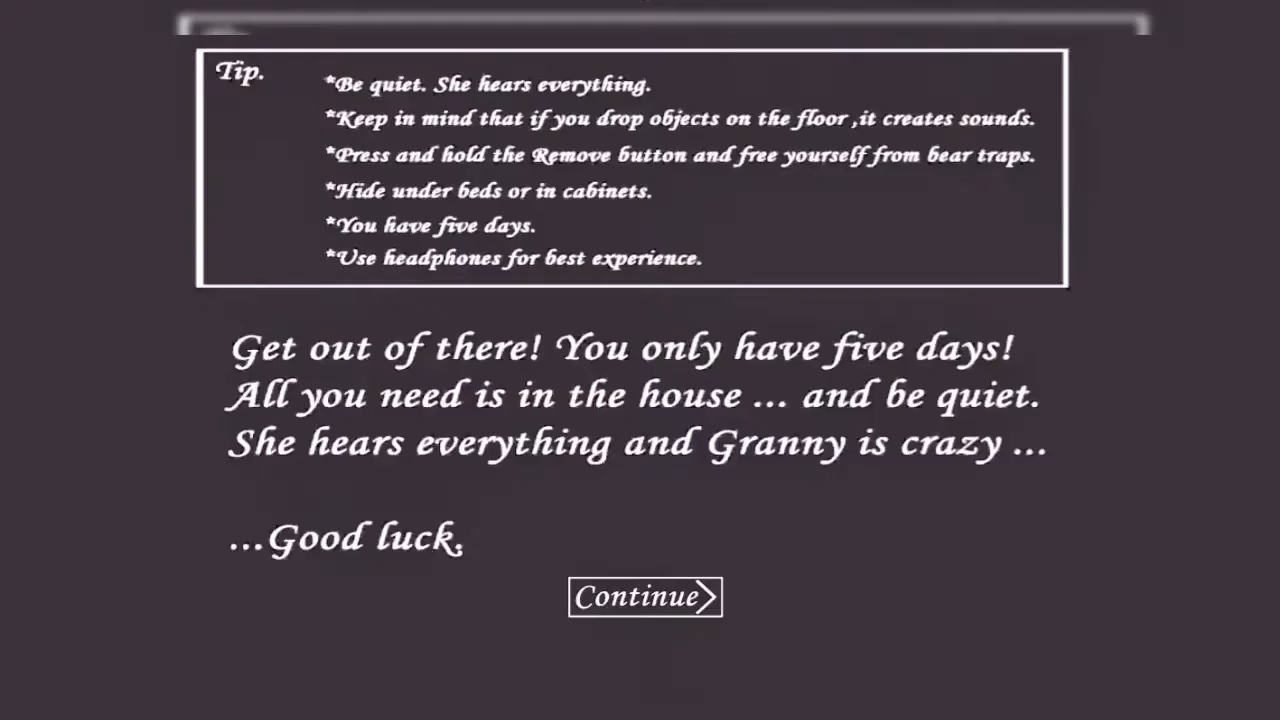 Tip.
*Be quiet. She hears everything.
*Keep in mind that if you drop objects on the floor ,it creates sounds.
*Press and hold the Remove button and free yourself from bear traps.
*Hide under beds or in cabinets.
*You have five days.
*Use headphones for best experience.
Get out of there! You only have five days!
All you need is in the house ... and be quiet.
She hears everything and Granny is crazy ...
...Good luck.
Continue>